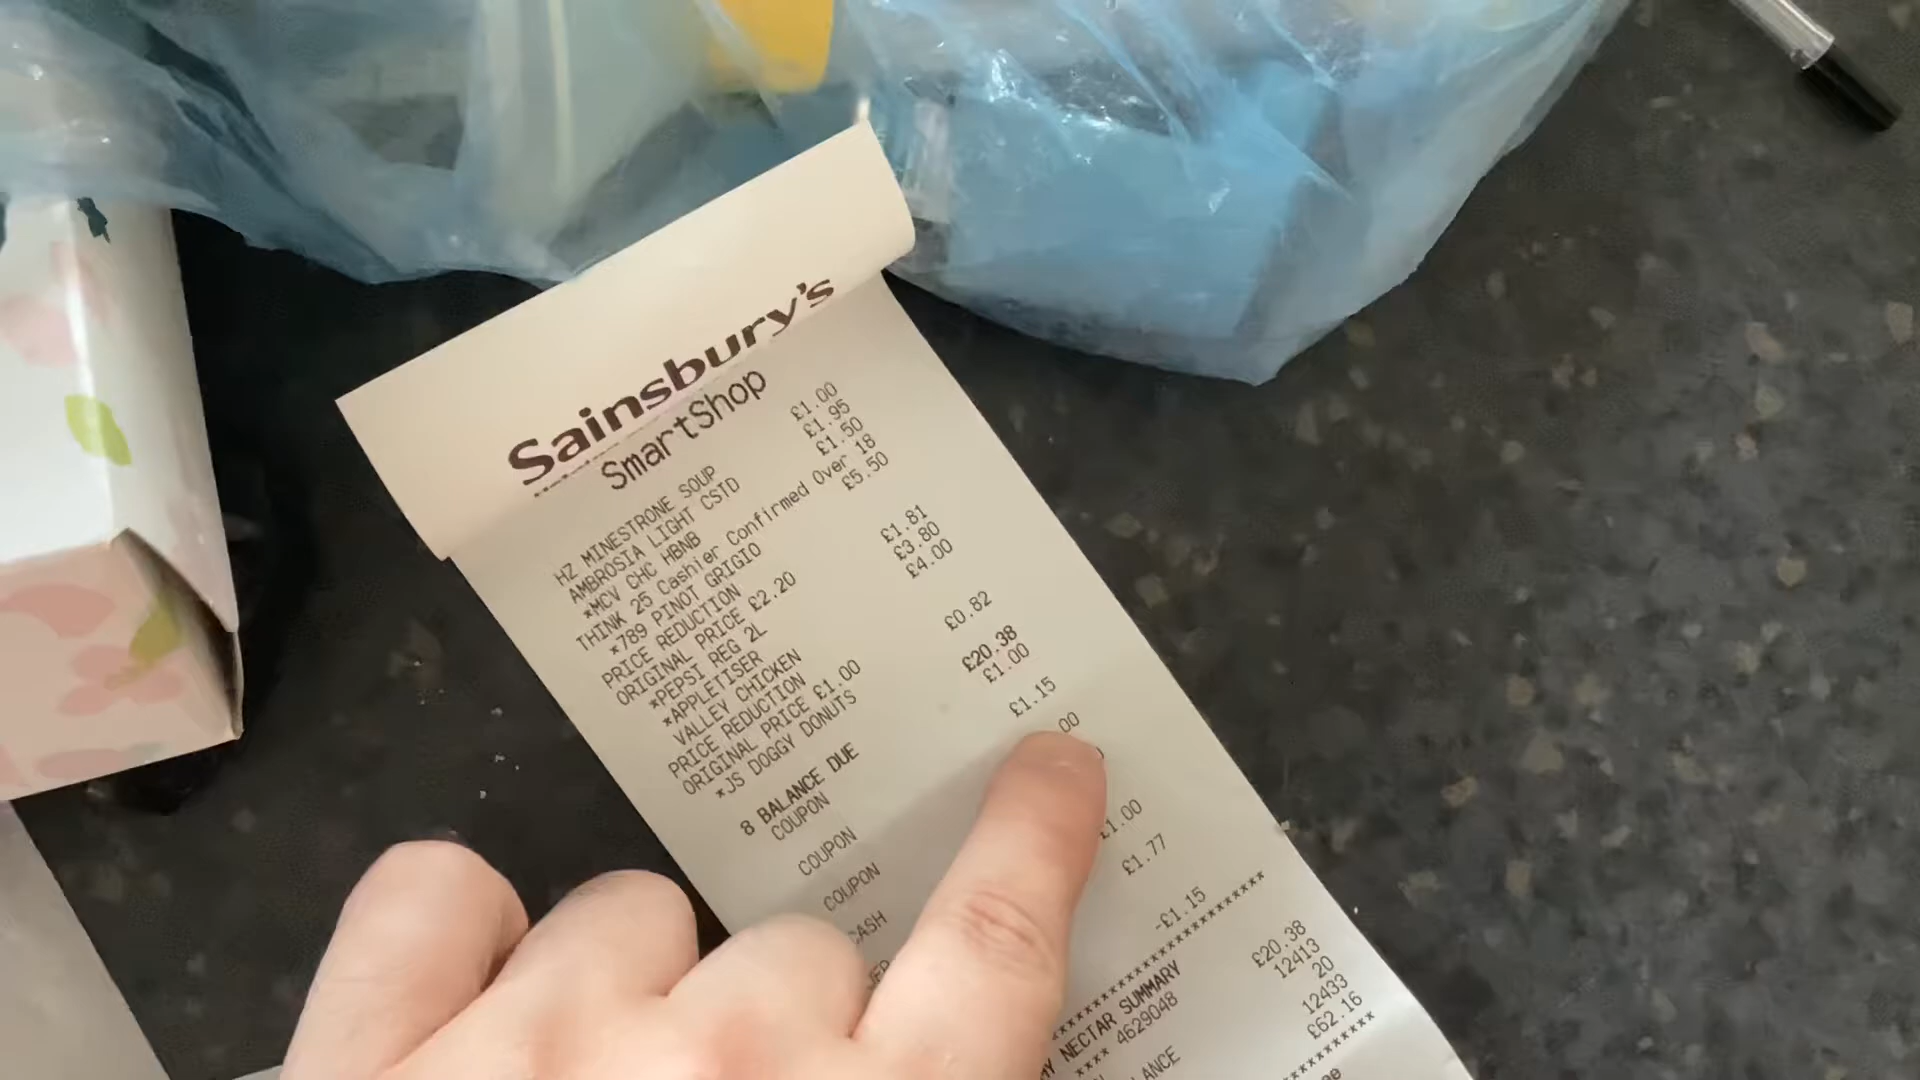 Sainsbury's
SmartShop
HZ MINESTRONE SOUP £1.00
AMBROSIA LIGHT CSTD £1.95
*MCV CHC HBNB £1.50
THINK 25 Cashier Confirmed Over 18
*789 PINOT GRIGIO £5.50
PRICE REDUCTION
ORIGINAL PRICE £2.20
*PEPSI REG 2L £1.81
*APPLETISER £3.80
VALLEY CHICKEN £4.00
PRICE REDUCTION
ORIGINAL PRICE £1.00
*JS DOGGY DONUTS £0.82
8 BALANCE DUE £20.38
COUPON £1.00
COUPON £1.15
COUPON
CASH
£1.00
£1.77
-£1.15
************************
NECTAR SUMMARY
**** 4629048 £20.38
12413
20
12433
£62.16